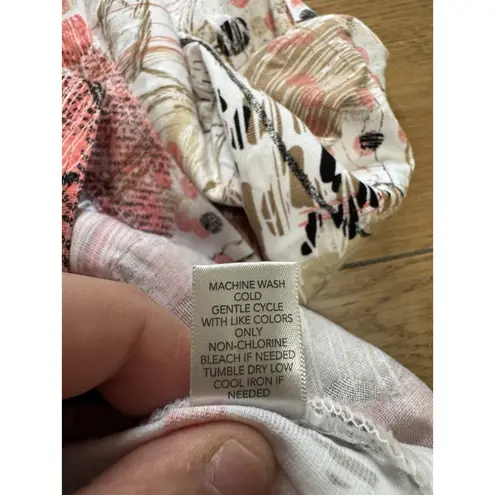 MACHINE WASH
COLD
GENTLE CYCLE
WITH LIKE COLORS
ONLY
NON-CHLORINE
BLEACH IF NEEDED
TUMBLE DRY LOW
COOL IRON IF
NEEDED